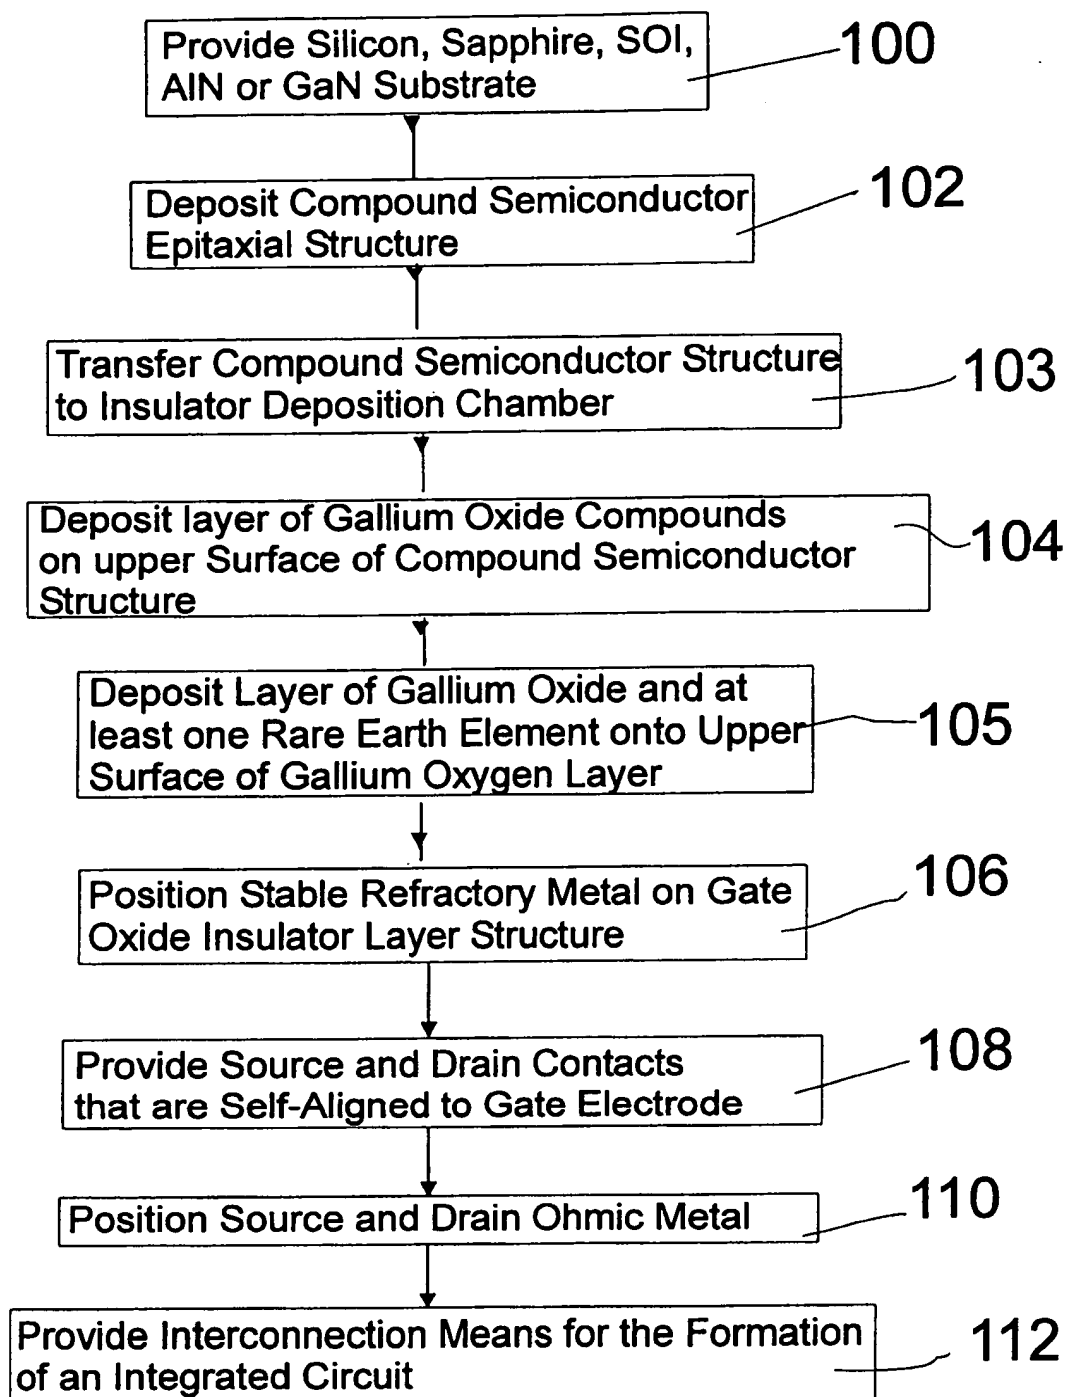 Provide Silicon, Sapphire, SOI,
AlN or GaN Substrate
100
Deposit Compound Semiconductor
Epitaxial Structure
102
Transfer Compound Semiconductor Structure
to Insulator Deposition Chamber
103
Deposit layer of Gallium Oxide Compounds
on upper Surface of Compound Semiconductor
Structure
104
Deposit Layer of Gallium Oxide and at
least one Rare Earth Element onto Upper
Surface of Gallium Oxygen Layer
105
Position Stable Refractory Metal on Gate
Oxide Insulator Layer Structure
106
Provide Source and Drain Contacts
that are Self-Aligned to Gate Electrode
108
Position Source and Drain Ohmic Metal
110
Provide Interconnection Means for the Formation
of an Integrated Circuit
112